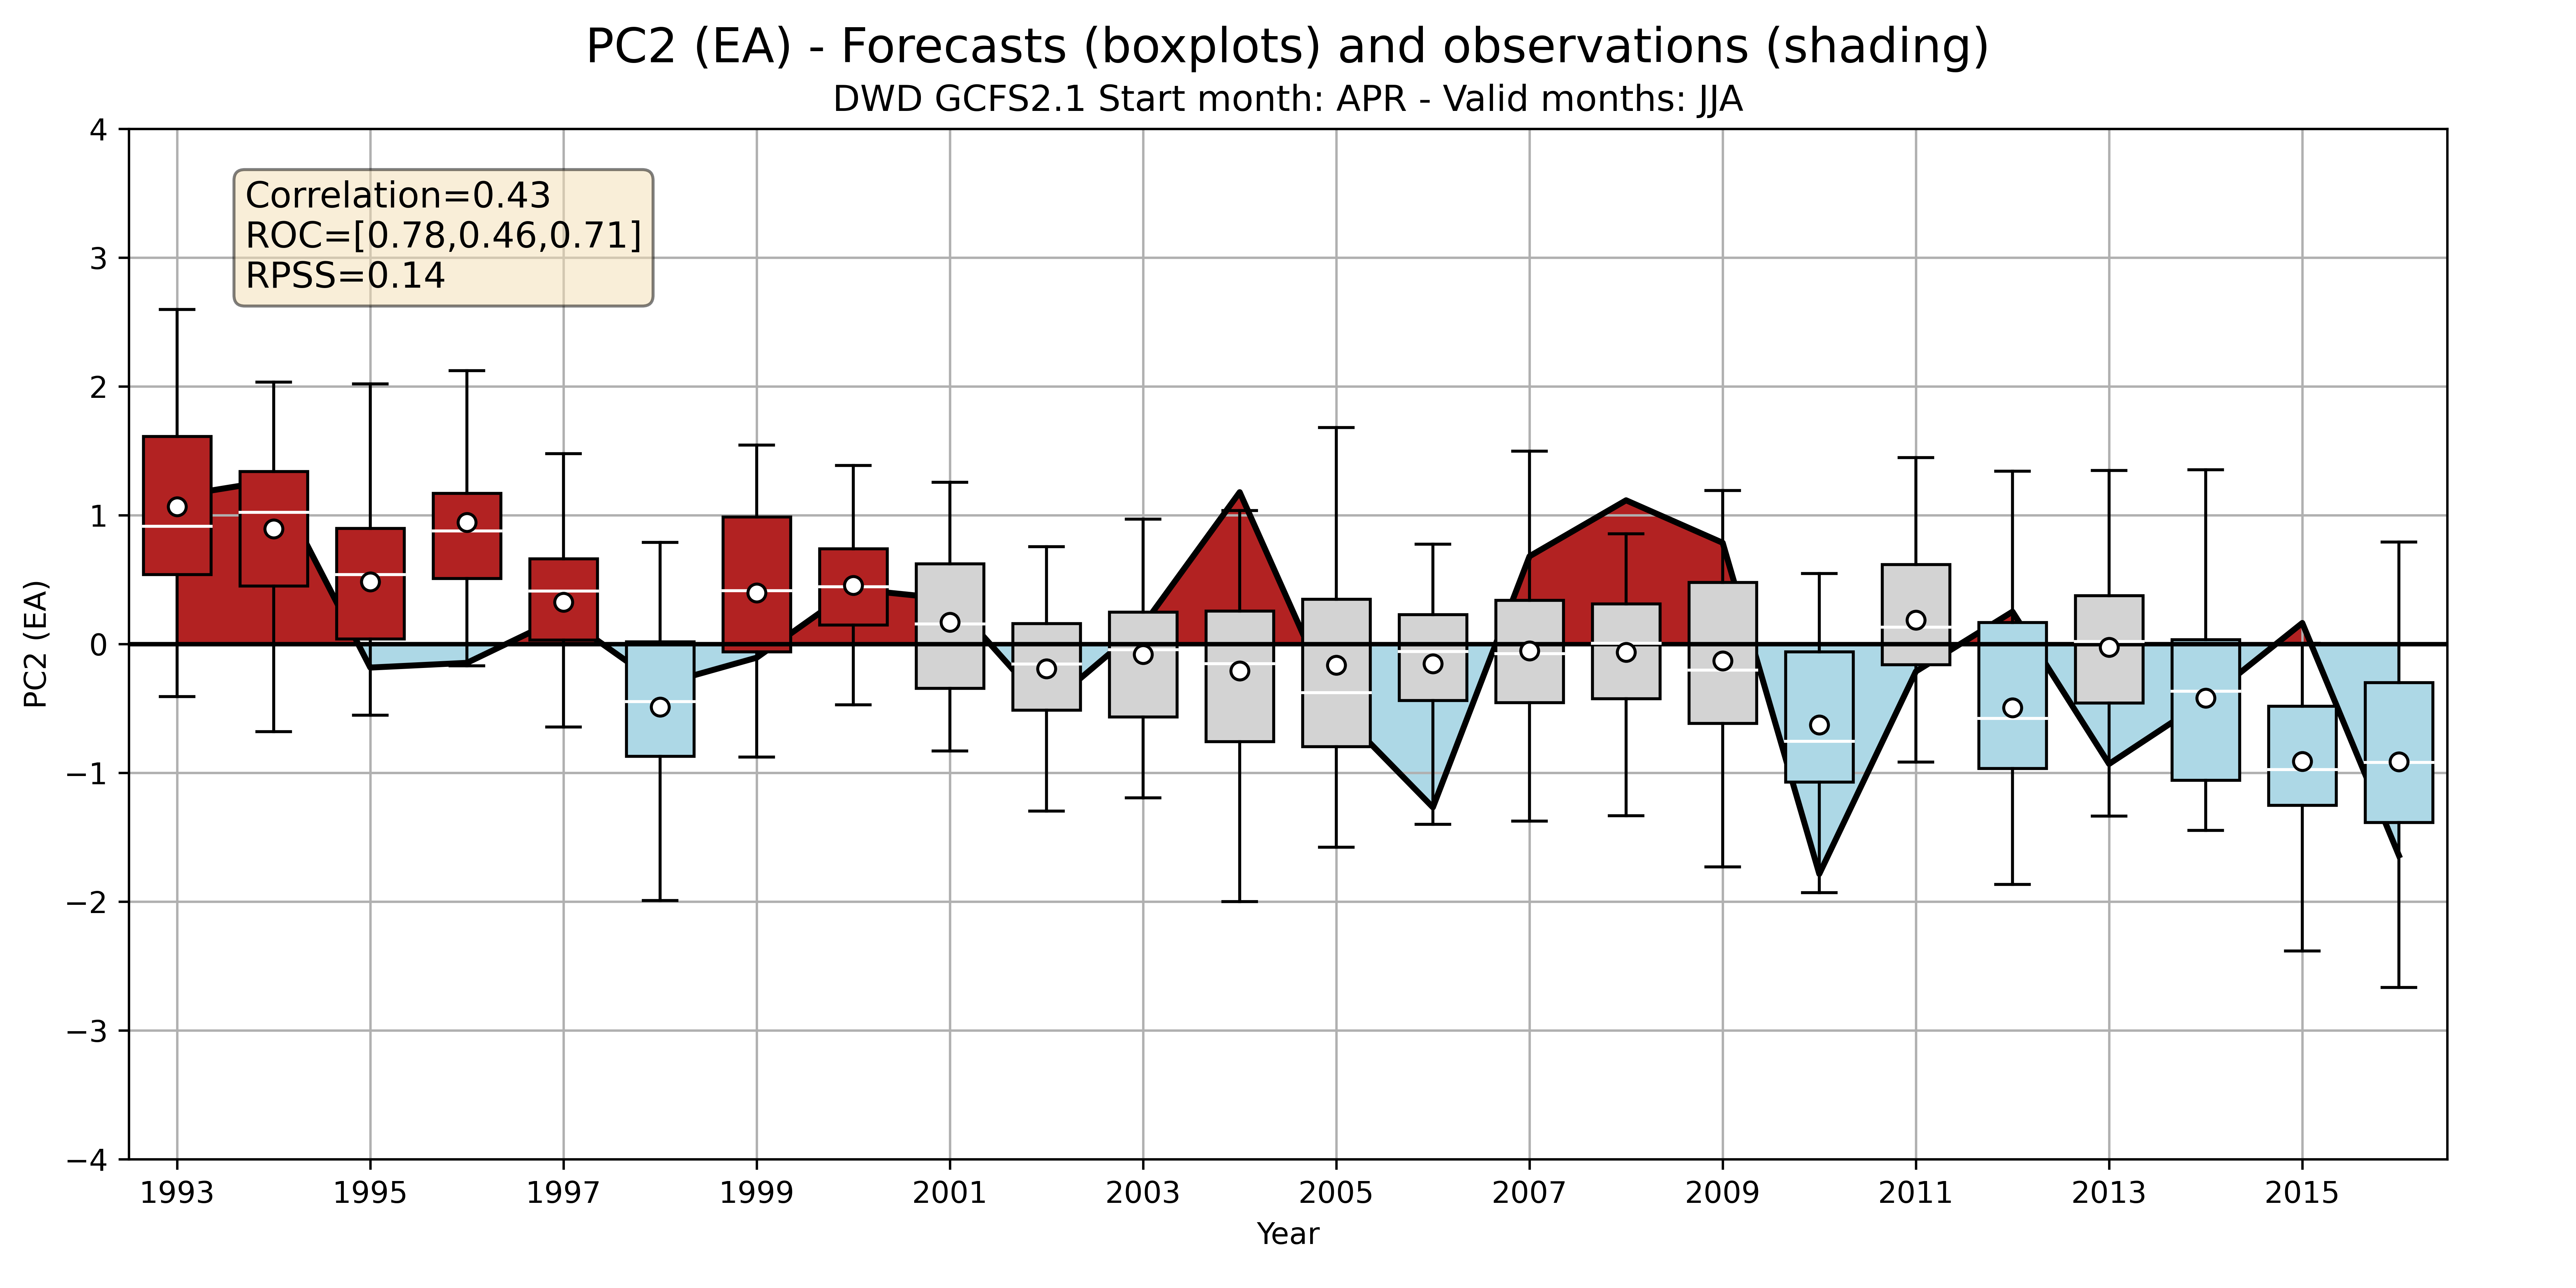 PC2 (EA) - Forecasts (boxplots) and observations (shading)
DWD GCFS2.1 Start month: APR - Valid months: JJA
Correlation=0.43
ROC=[0.78,0.46,0.71]
RPSS=0.14
PC2 (EA)
4
3
2
1
0
−1
−2
−3
−4
1993 1995 1997 1999 2001 2003 2005 2007 2009 2011 2013 2015
Year